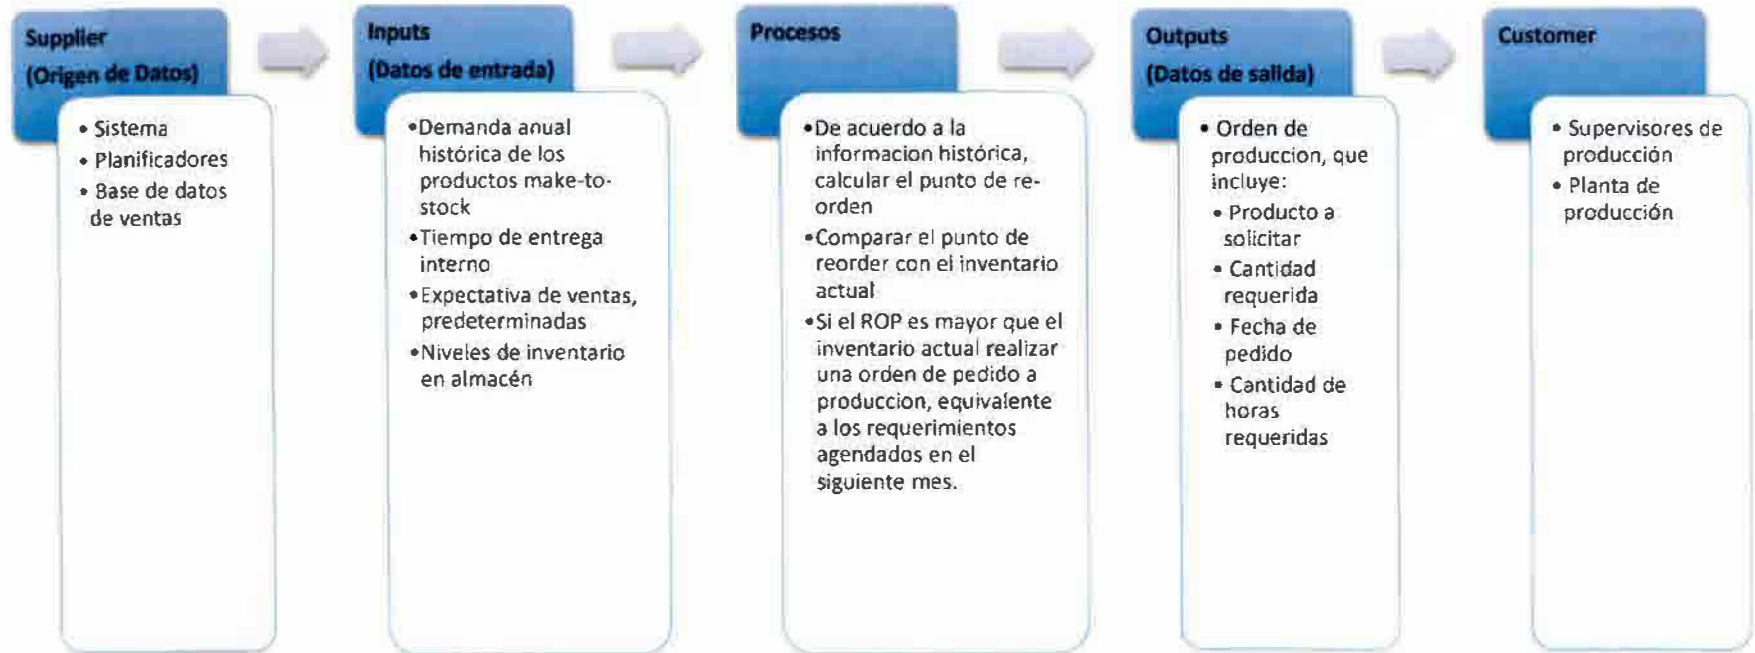 Supplier
(Origen de Datos)
• Sistema
• Planificadores
• Base de datos
de ventas
Inputs
(Datos de entrada)
•Demanda anual
histórica de los
productos make-to-
stock
•Tiempo de entrega
interno
•Expectativa de ventas,
predeterminadas
•Niveles de inventario
en almacén
Procesos
•De acuerdo a la
informacion histórica,
calcular el punto de re-
orden
•Comparar el punto de
reorder con el inventario
actual
•Si el ROP es mayor que el
inventario actual realizar
una orden de pedido a
produccion, equivalente
a los requerimientos
agendados en el
siguiente mes.
Outputs
(Datos de salida)
• Orden de
produccion, que
incluye:
• Producto a
solicitar
• Cantidad
requerida
• Fecha de
pedido
• Cantidad de
horas
requeridas
Customer
• Supervisores de
producción
• Planta de
producción